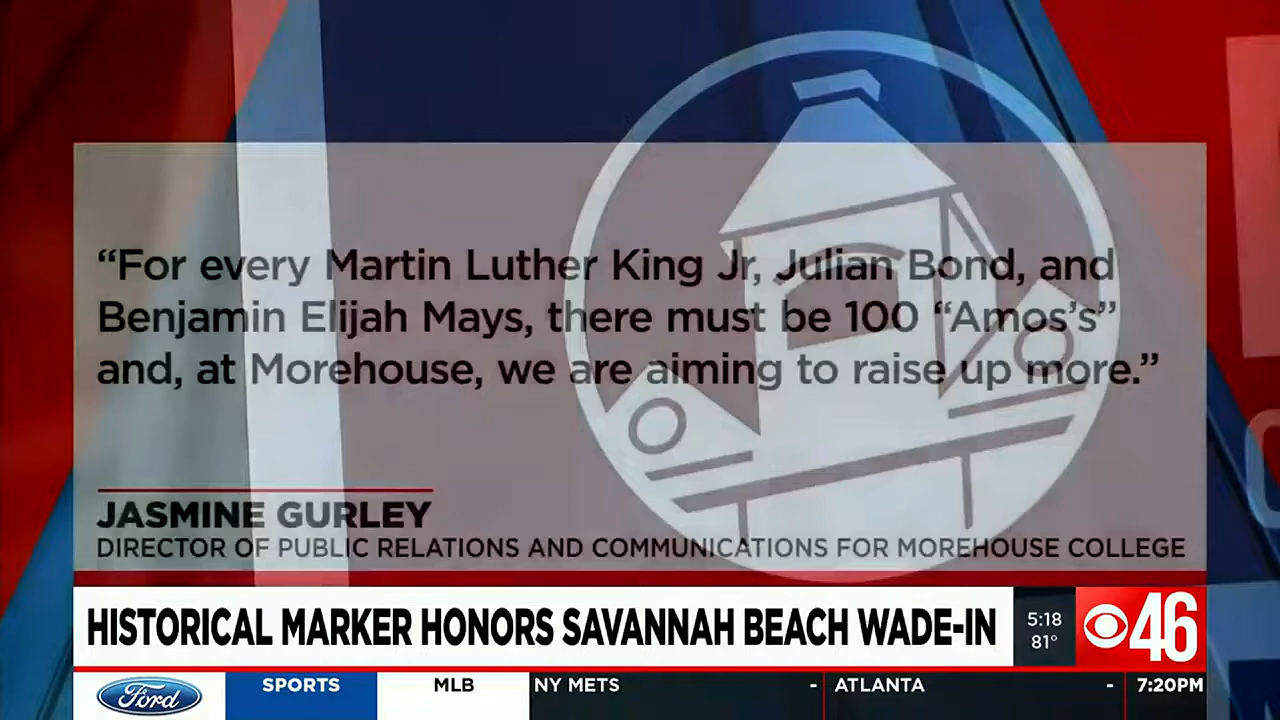 “For every Martin Luther King Jr, Julian Bond, and
Benjamin Elijah Mays, there must be 100 “Amos’s”
and, at Morehouse, we are aiming to raise up more.”
JASMINE GURLEY
DIRECTOR OF PUBLIC RELATIONS AND COMMUNICATIONS FOR MOREHOUSE COLLEGE
HISTORICAL MARKER HONORS SAVANNAH BEACH WADE-IN
5:18
81°
46
Ford
SPORTS
MLB
NY METS -
ATLANTA -
7:20PM